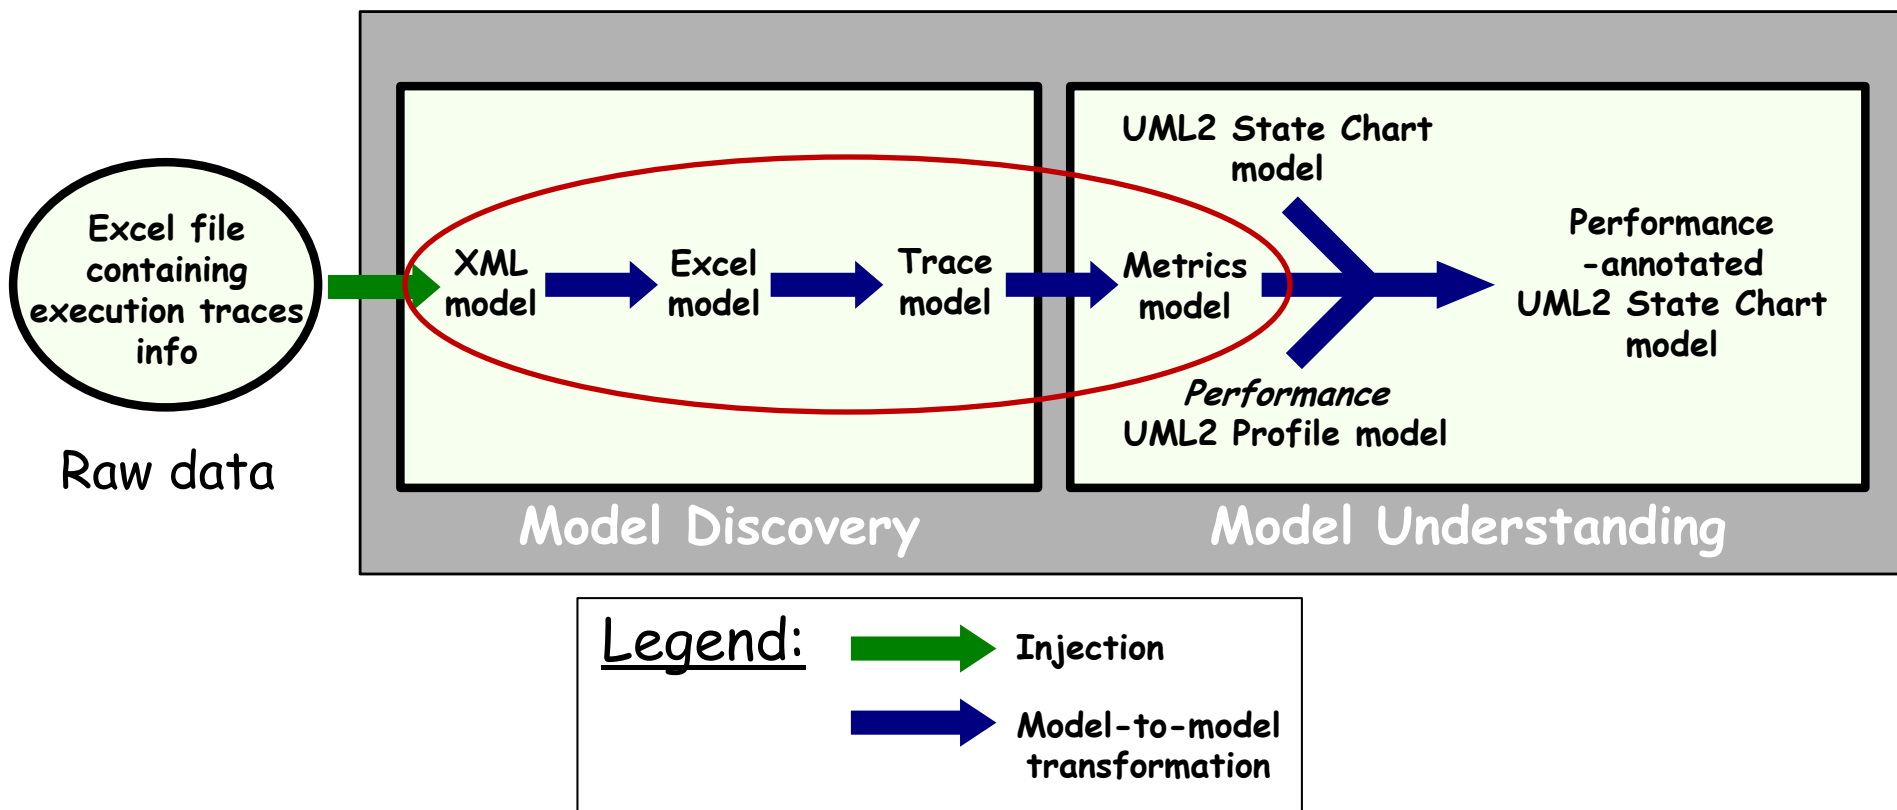 Excel file
containing
execution traces
info
Raw data
XML
model
Excel
model
Trace
model
Model Discovery
UML2 State Chart
model
Metrics
model
Performance
UML2 Profile model
Performance
-annotated
UML2 State Chart
model
Model Understanding
Legend:
Injection
Model-to-model
transformation